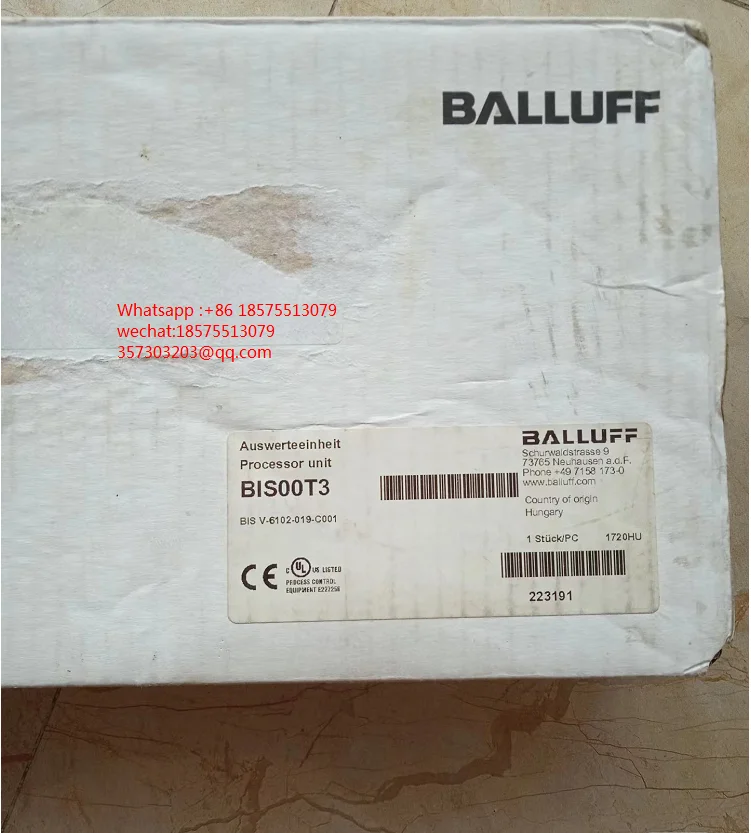 BALLUFF
Whatsapp :+86 18575513079
wechat:18575513079
357303203@qq.com
Auswerteeinheit
Processor unit
BIS00T3
BIS V-6102-019-C001
CE
C UL US LISTED
PROCESS CONTROL
EQUIPMENT E227256
BALLUFF
Schurwaldstrasse 9
73765 Neuhausen a.d.F.
Phone +49 7158 173-0
www.balluff.com
Country of origin
Hungary
1 Stück/PC 1720HU
223191